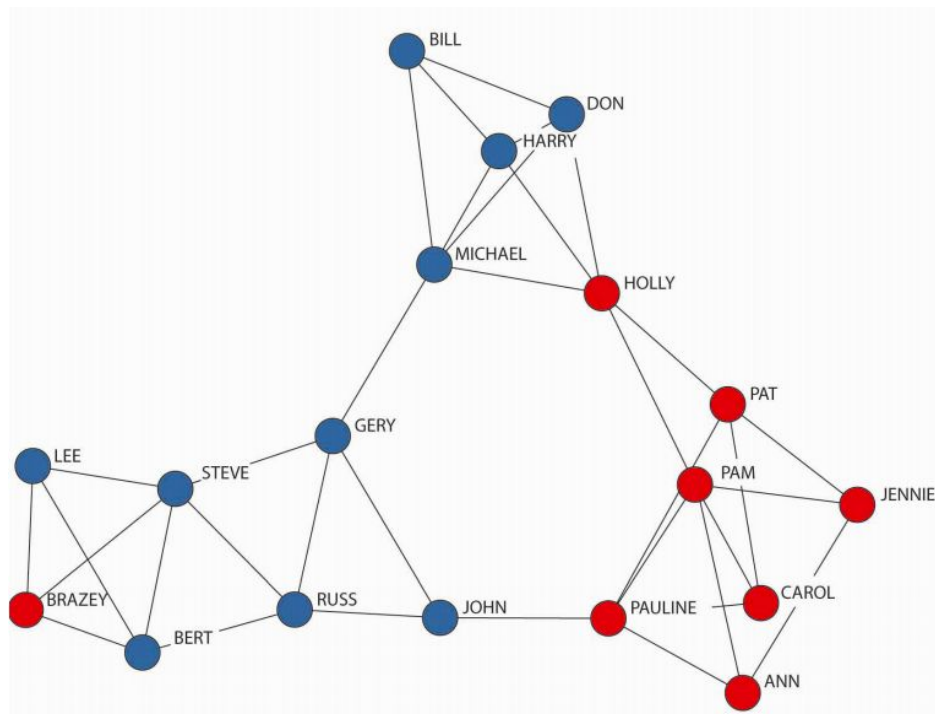 BILL
DON
HARRY
MICHAEL
HOLLY
PAT
GERY
LEE
STEVE
PAM
JENNIE
BRAZEY
RUSS
JOHN
PAULINE
CAROL
BERT
ANN